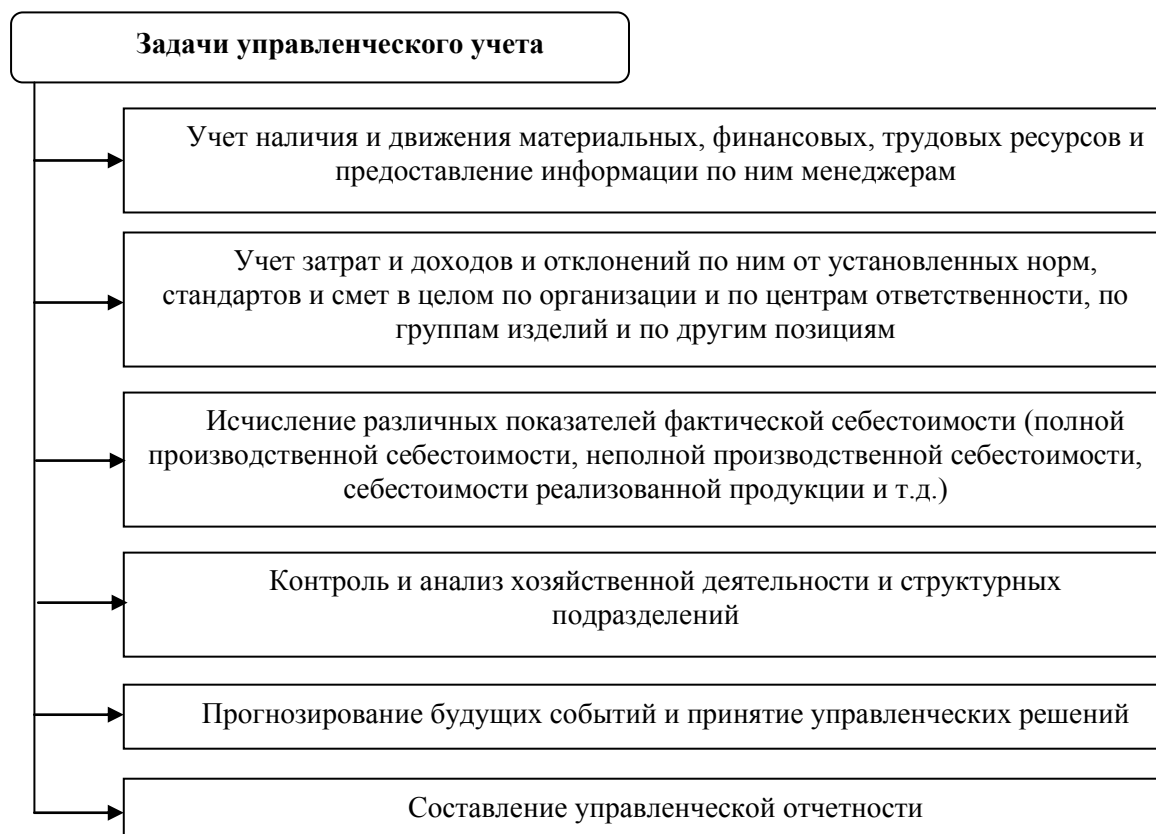 Задачи управленческого учета
Учет наличия и движения материальных, финансовых, трудовых ресурсов и
предоставление информации по ним менеджерам
Учет затрат и доходов и отклонений по ним от установленных норм,
стандартов и смет в целом по организации и по центрам ответственности, по
группам изделий и по другим позициям
Исчисление различных показателей фактической себестоимости (полной
производственной себестоимости, неполной производственной себестоимости,
себестоимости реализованной продукции и т.д.)
Контроль и анализ хозяйственной деятельности и структурных
подразделений
Прогнозирование будущих событий и принятие управленческих решений
Составление управленческой отчетности